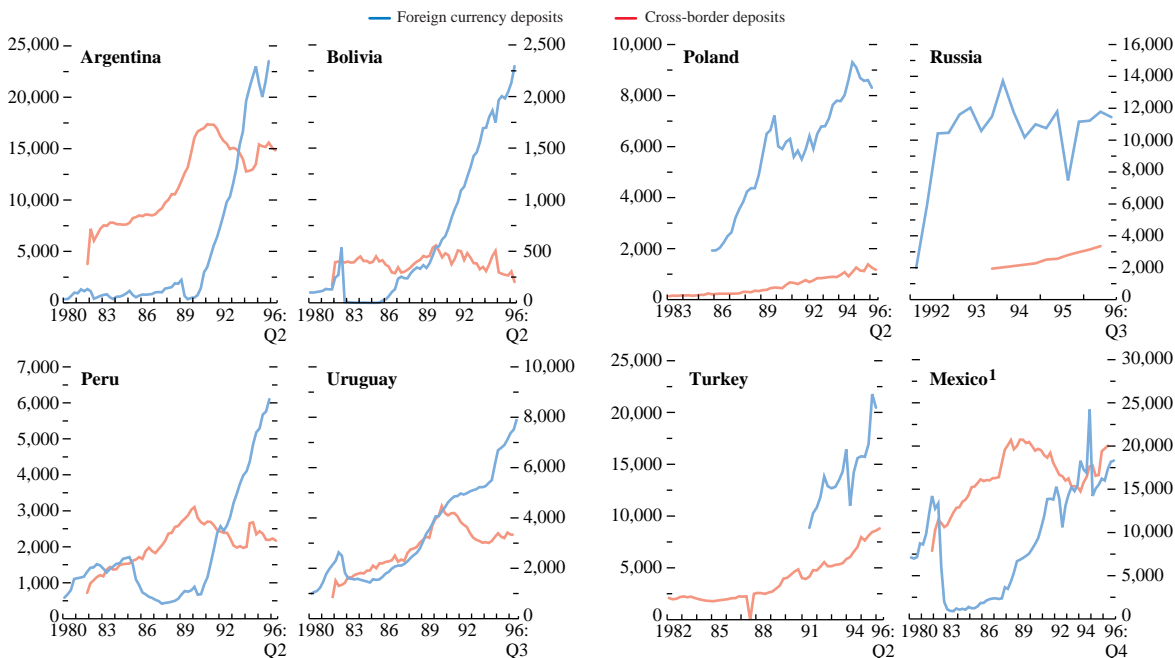 Foreign currency deposits
Cross-border deposits
Argentina
25,000
20,000
15,000
10,000
5,000
0
1980 83 86 89 92 96:
Q2
Bolivia
2,500
2,000
1,500
1,000
500
0
1980 83 86 89 92 96:
Q2
Poland
10,000
8,000
6,000
4,000
2,000
0
1983 86 89 92 94 96:
Q2
Russia
16,000
14,000
12,000
10,000
8,000
6,000
4,000
2,000
0
1992 93 94 95 96:
Q3
Peru
7,000
6,000
5,000
4,000
3,000
2,000
1,000
0
1980 83 86 89 92 96:
Q2
Uruguay
10,000
8,000
6,000
4,000
2,000
0
1980 83 86 89 92 96:
Q3
Turkey
25,000
22,500
17,500
12,500
10,000
5,000
0
1982 85 88 91 94 96:
Q2
Mexico1
30,000
25,000
20,000
15,000
10,000
5,000
0
1980 83 86 89 92 94 96:
Q4